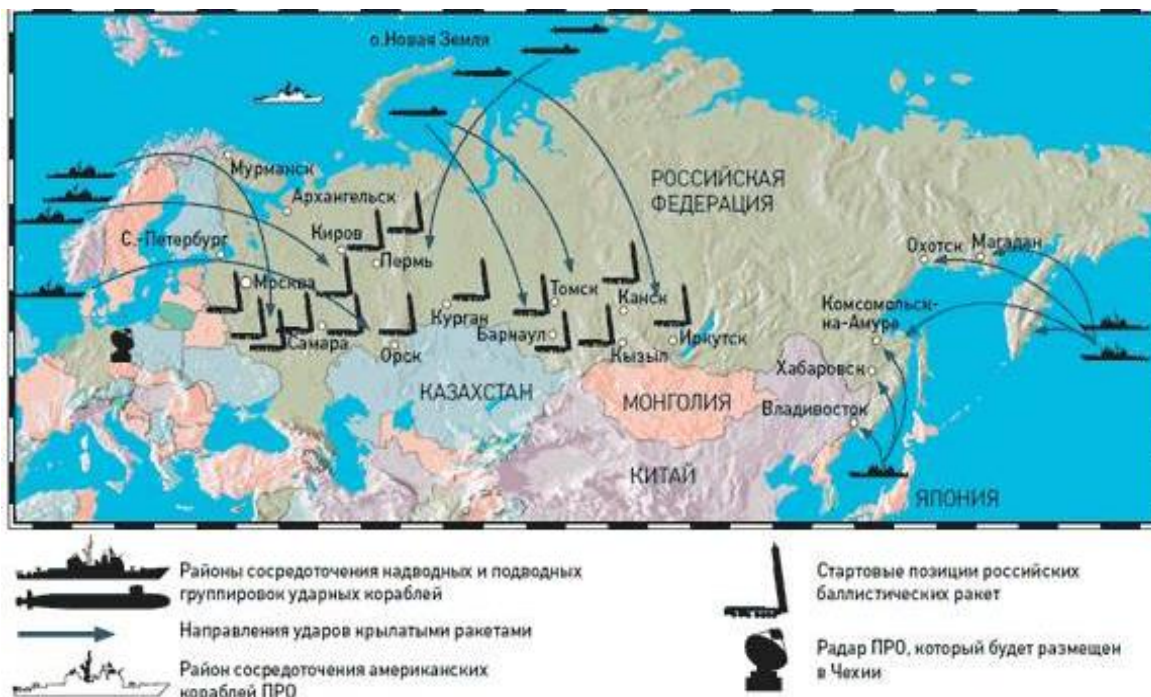 о.Новая Земля
Мурманск
Архангельск
РОССИЙСКАЯ
ФЕДЕРАЦИЯ
С.-Петербург
Киров
Пермь
Охотск
Магадан
Москва
Томск
Канск
Комсомольск-
на-Амуре
Курган
Самара
Орск
Барнаул
Кызыл
Иркутск
Хабаровск
КАЗАХСТАН
МОНГОЛИЯ
Владивосток
КИТАЙ
ЯПОНИЯ
Районы сосредоточения надводных и подводных
группировок ударных кораблей
Направления ударов крылатыми ракетами
Район сосредоточения американских
кораблей ПРО
Стартовые позиции российских
баллистических ракет
Радар ПРО, который будет размещен
в Чехии